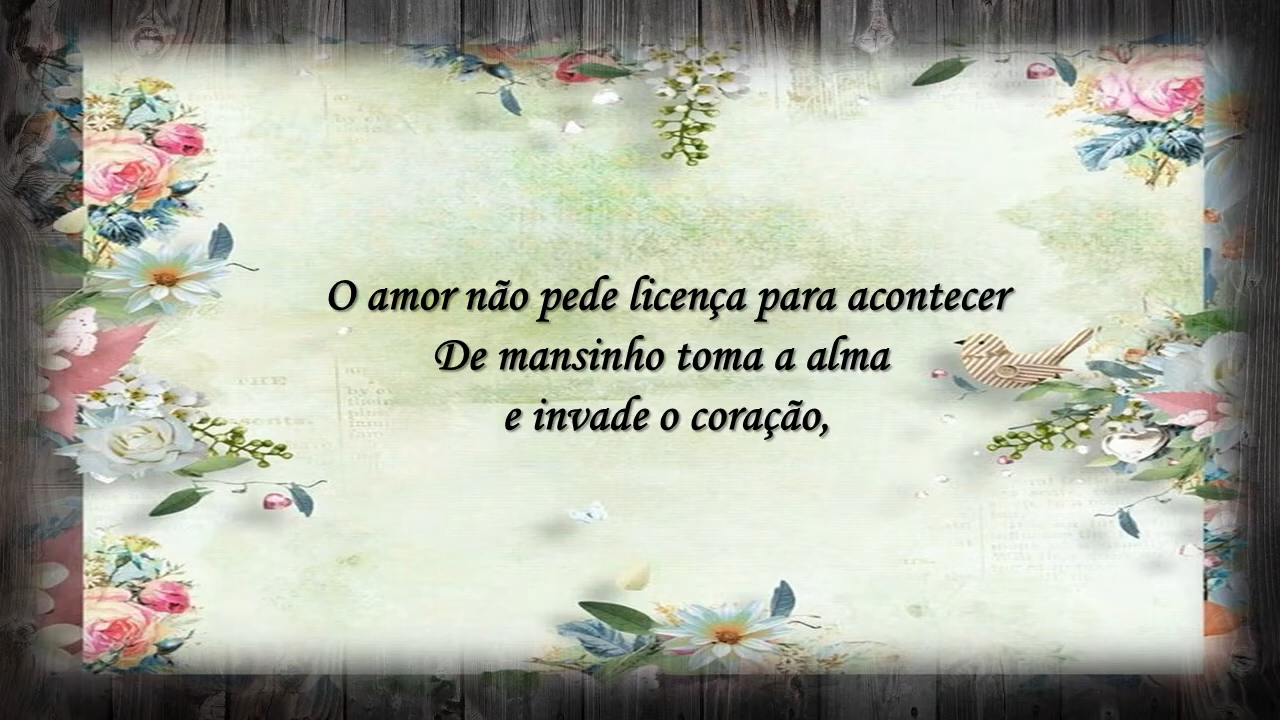 O amor não pede licença para acontecer
De mansinho toma a alma
e invade o coração,